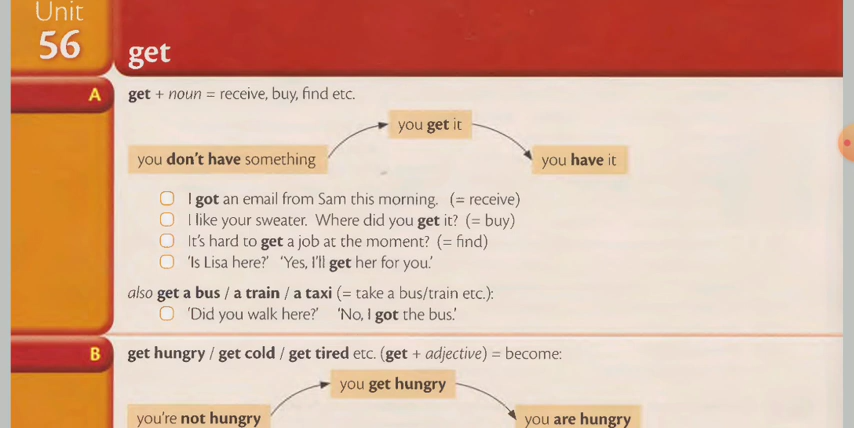 Unit
56
get
A
get + noun = receive, buy, find etc.
you get it
you don't have something
you have it
I got an email from Sam this morning. (= receive)
I like your sweater. Where did you get it? (= buy)
It's hard to get a job at the moment? (= find)
'Is Lisa here?' 'Yes, I'll get her for you.'
also get a bus / a train / a taxi (= take a bus/train etc.):
'Did you walk here?' 'No, I got the bus.'
B
get hungry / get cold / get tired etc. (get + adjective) = become:
you get hungry
you're not hungry
you are hungry